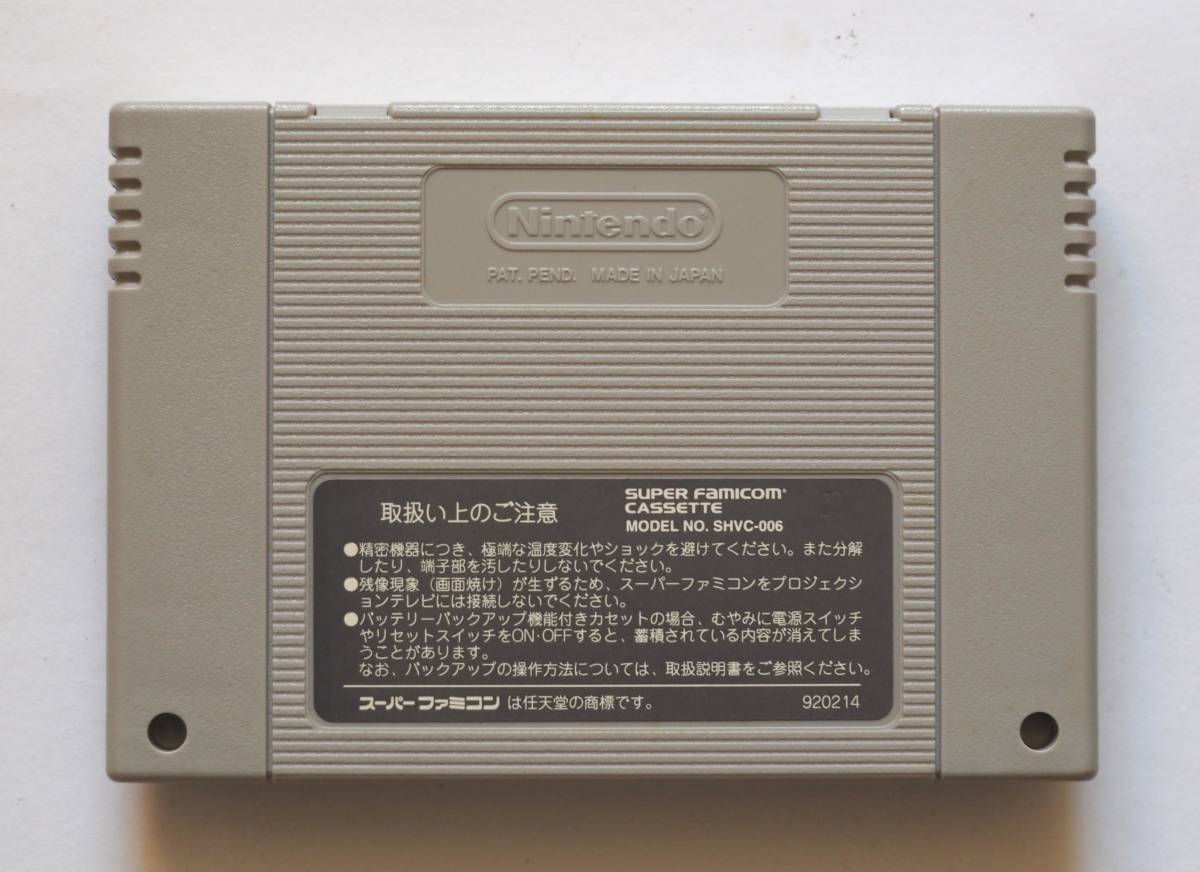 Nintendo®
PAT. PEND. MADE IN JAPAN
取扱い上のご注意
SUPER FAMICOM®
CASSETTE
MODEL NO. SHVC-006
●精密機器につき、極端な温度変化やショックを避けてください。また分解
したり、端子部を汚したりしないでください。
●残像現象（画面焼け）が生ずるため、スーパーファミコンをプロジェクシ
ョンテレビには接続しないでください。
●バッテリーバックアップ機能付きカセットの場合、むやみに電源スイッチ
やリセットスイッチをON·OFFすると、蓄積されている内容が消えてしま
うことがあります。
なお、バックアップの操作方法については、取扱説明書をご参照ください。
スーパーファミコン は任天堂の商標です。 920214